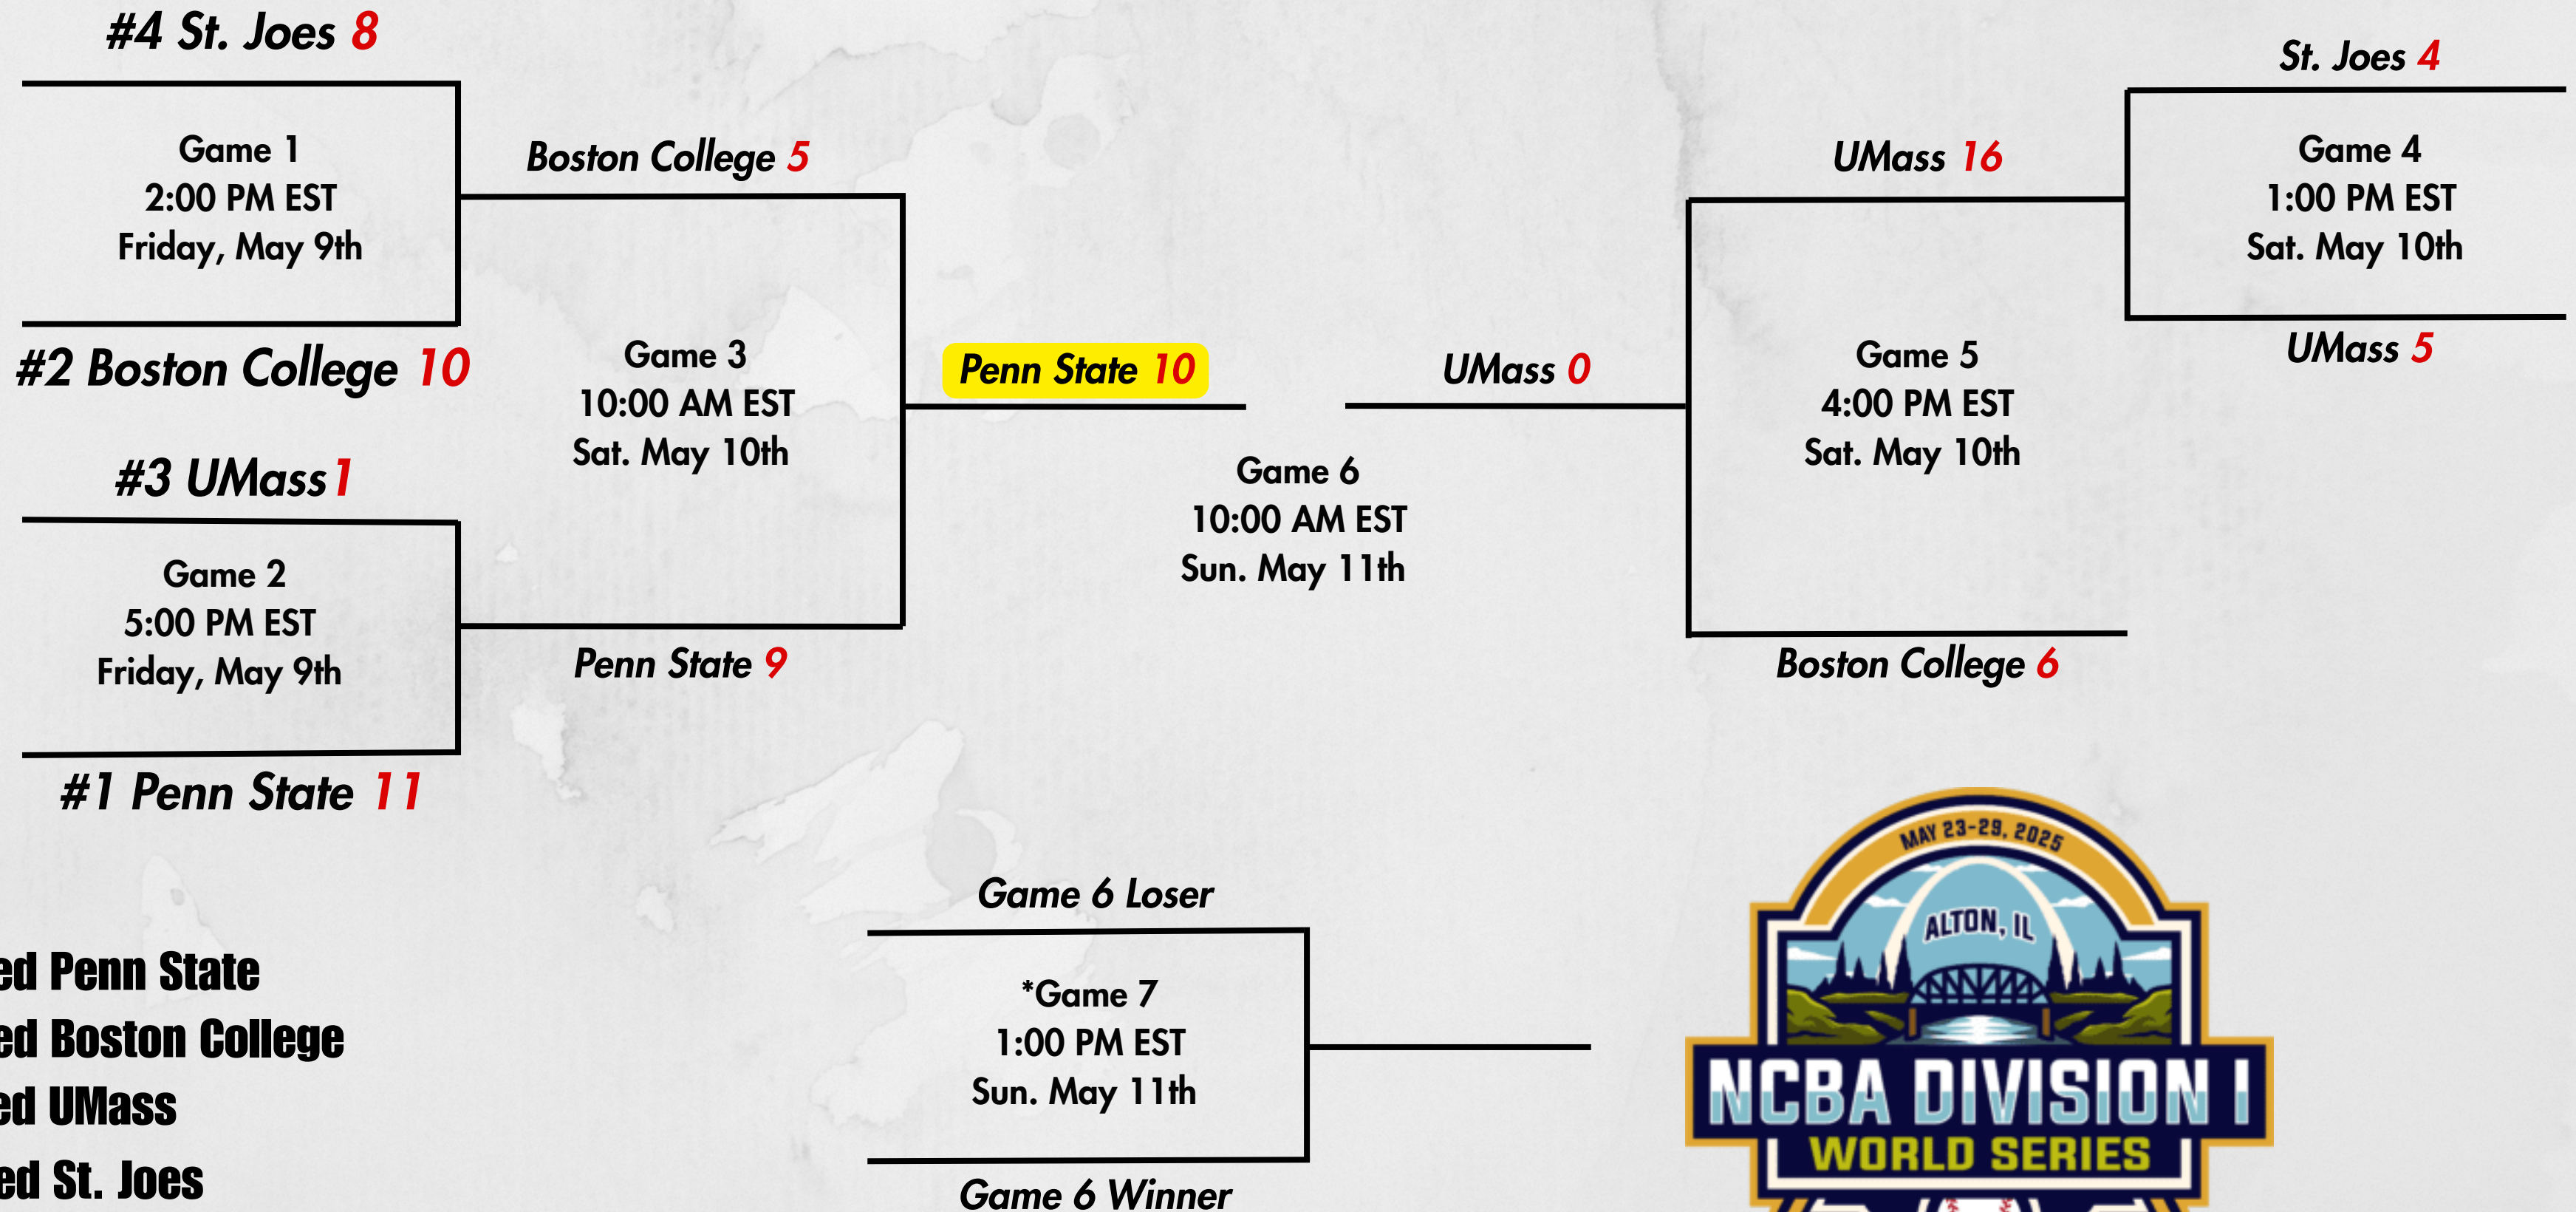 #4 St. Joes 8
Game 1
2:00 PM EST
Friday, May 9th
#2 Boston College 10
#3 UMass 1
Game 2
5:00 PM EST
Friday, May 9th
#1 Penn State 11
Boston College 5
Game 3
10:00 AM EST
Sat. May 10th
Penn State 9
Penn State 10
Game 6
10:00 AM EST
Sun. May 11th
UMass 0
UMass 16
Game 5
4:00 PM EST
Sat. May 10th
Boston College 6
St. Joes 4
Game 4
1:00 PM EST
Sat. May 10th
UMass 5
ed Penn State
ed Boston College
ed UMass
ed St. Joes
Game 6 Loser
*Game 7
1:00 PM EST
Sun. May 11th
Game 6 Winner
MAY 23-29, 2025
ALTON, IL
NCBA DIVISION I
WORLD SERIES